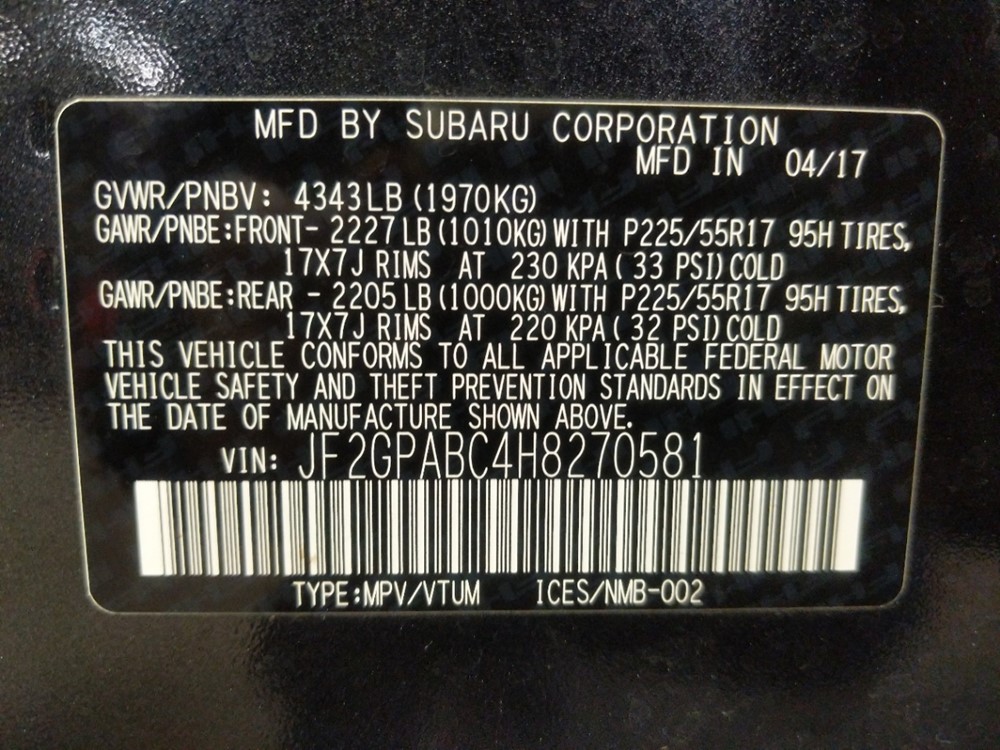 MFD BY SUBARU CORPORATION
MFD IN 04/17
GVWR/PNBV: 4343LB (1970KG)
GAWR/PNBE:FRONT- 2227 LB (1010KG) WITH P225/55R17 95H TIRES,
17X7J RIMS AT 230 KPA ( 33 PSI) COLD
GAWR/PNBE:REAR - 2205 LB (1000KG) WITH P225/55R17 95H TIRES,
17X7J RIMS AT 220 KPA ( 32 PSI) COLD
THIS VEHICLE CONFORMS TO ALL APPLICABLE FEDERAL MOTOR
VEHICLE SAFETY AND THEFT PREVENTION STANDARDS IN EFFECT ON
THE DATE OF MANUFACTURE SHOWN ABOVE.
VIN: JF2GPABC4H8270581
TYPE:MPV/VTUM ICES/NMB-002